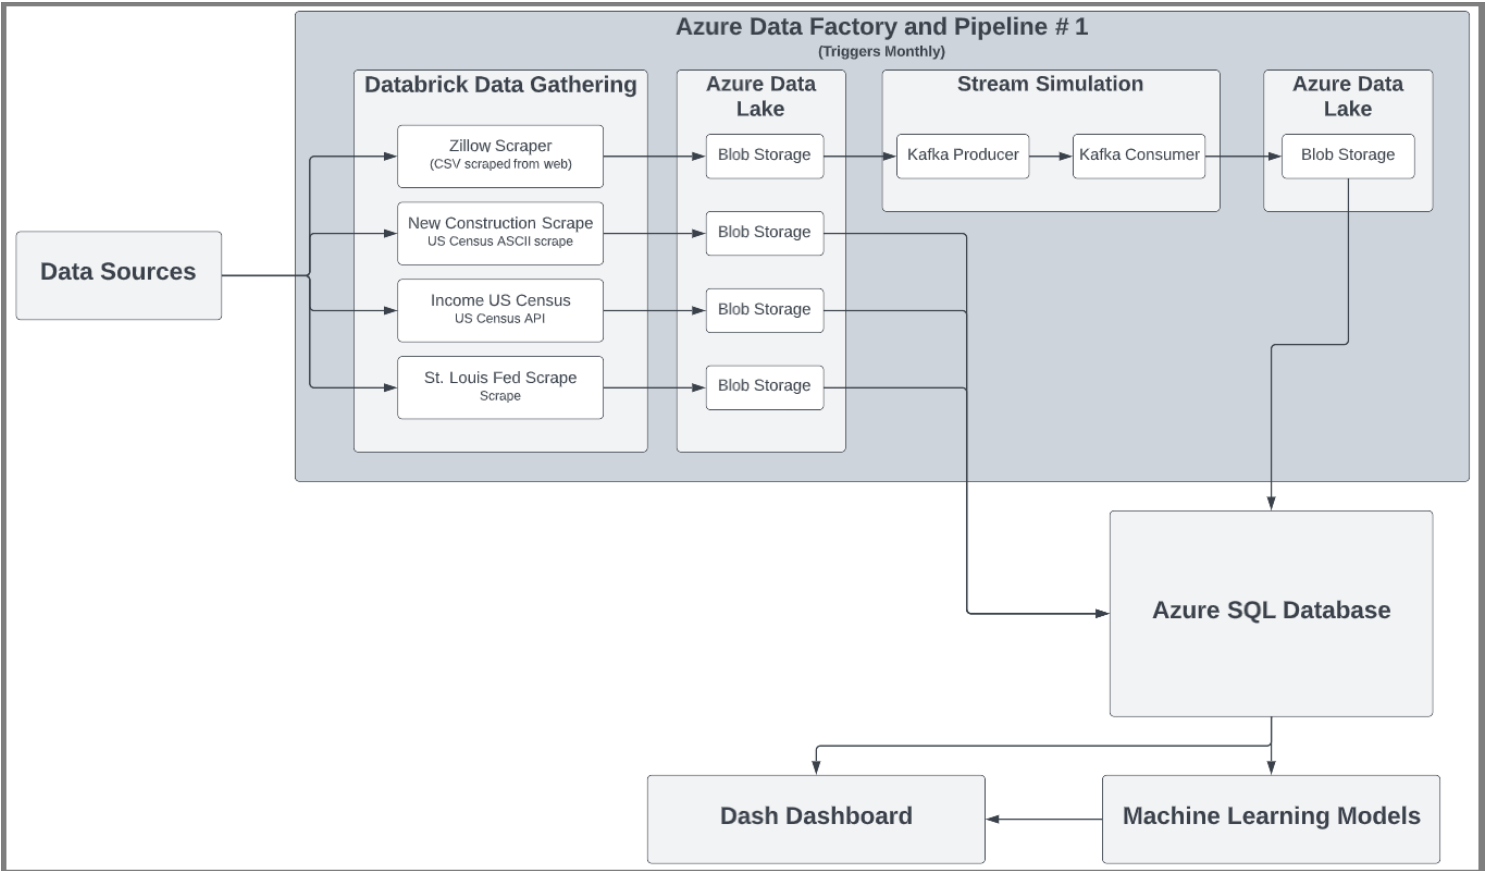 Azure Data Factory and Pipeline # 1
(Triggers Monthly)
Databrick Data Gathering
Azure Data
Lake
Stream Simulation
Azure Data
Lake
Zillow Scraper
(CSV scraped from web)
Blob Storage
Kafka Producer
Kafka Consumer
Blob Storage
New Construction Scrape
US Census ASCII scrape
Blob Storage
Data Sources
Income US Census
US Census API
Blob Storage
St. Louis Fed Scrape
Scrape
Blob Storage
Azure SQL Database
Dash Dashboard
Machine Learning Models